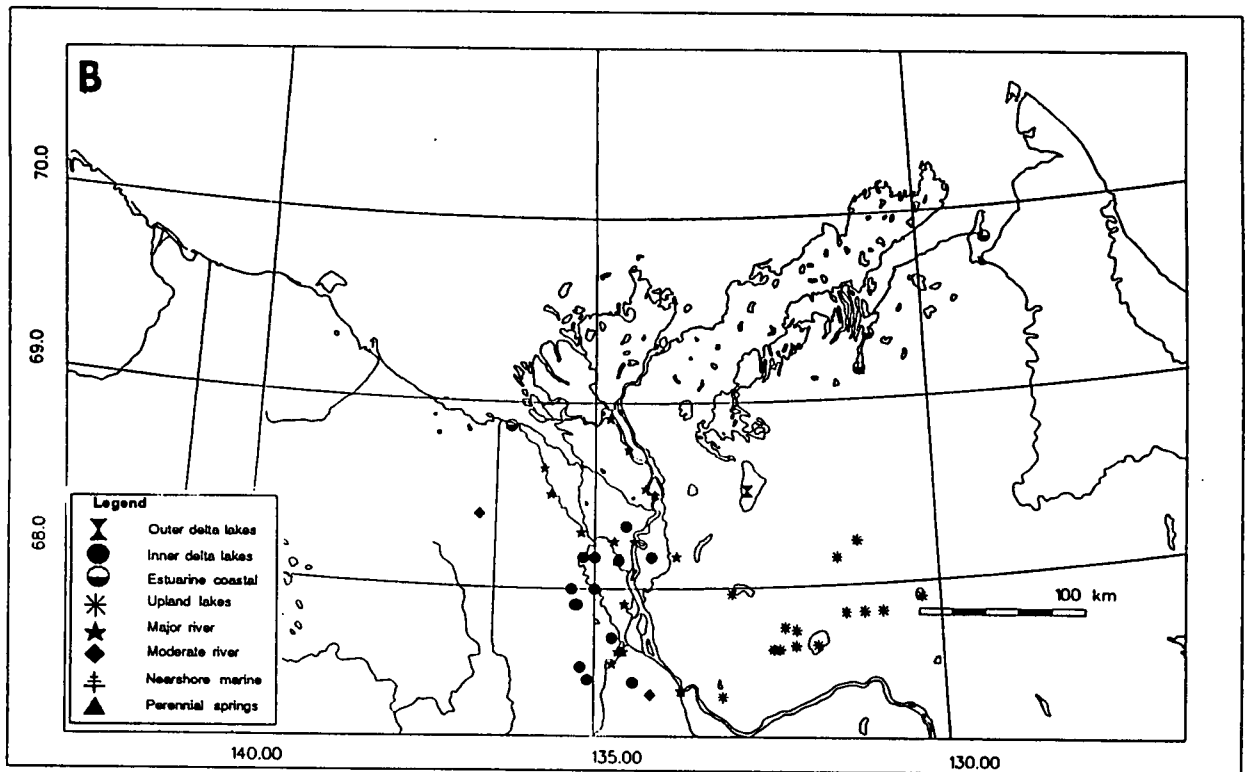 B
70.0
69.0
68.0
Legend
Outer delta lakes
Inner delta lakes
Estuarine coastal
Upland lakes
Major river
Moderate river
Nearshore marine
Perennial springs
0 100 km
140.00
135.00
130.00